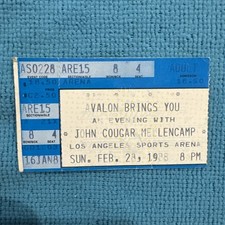 AS0228 ARE15 8 4
ARE15
8 4
16JAN8
AVALON BRINGS YOU
AN EVENING WITH
JOHN COUGAR MELLENCAMP
LOS ANGELES SPORTS ARENA
SUN. FEB. 28, 1988 8 PM